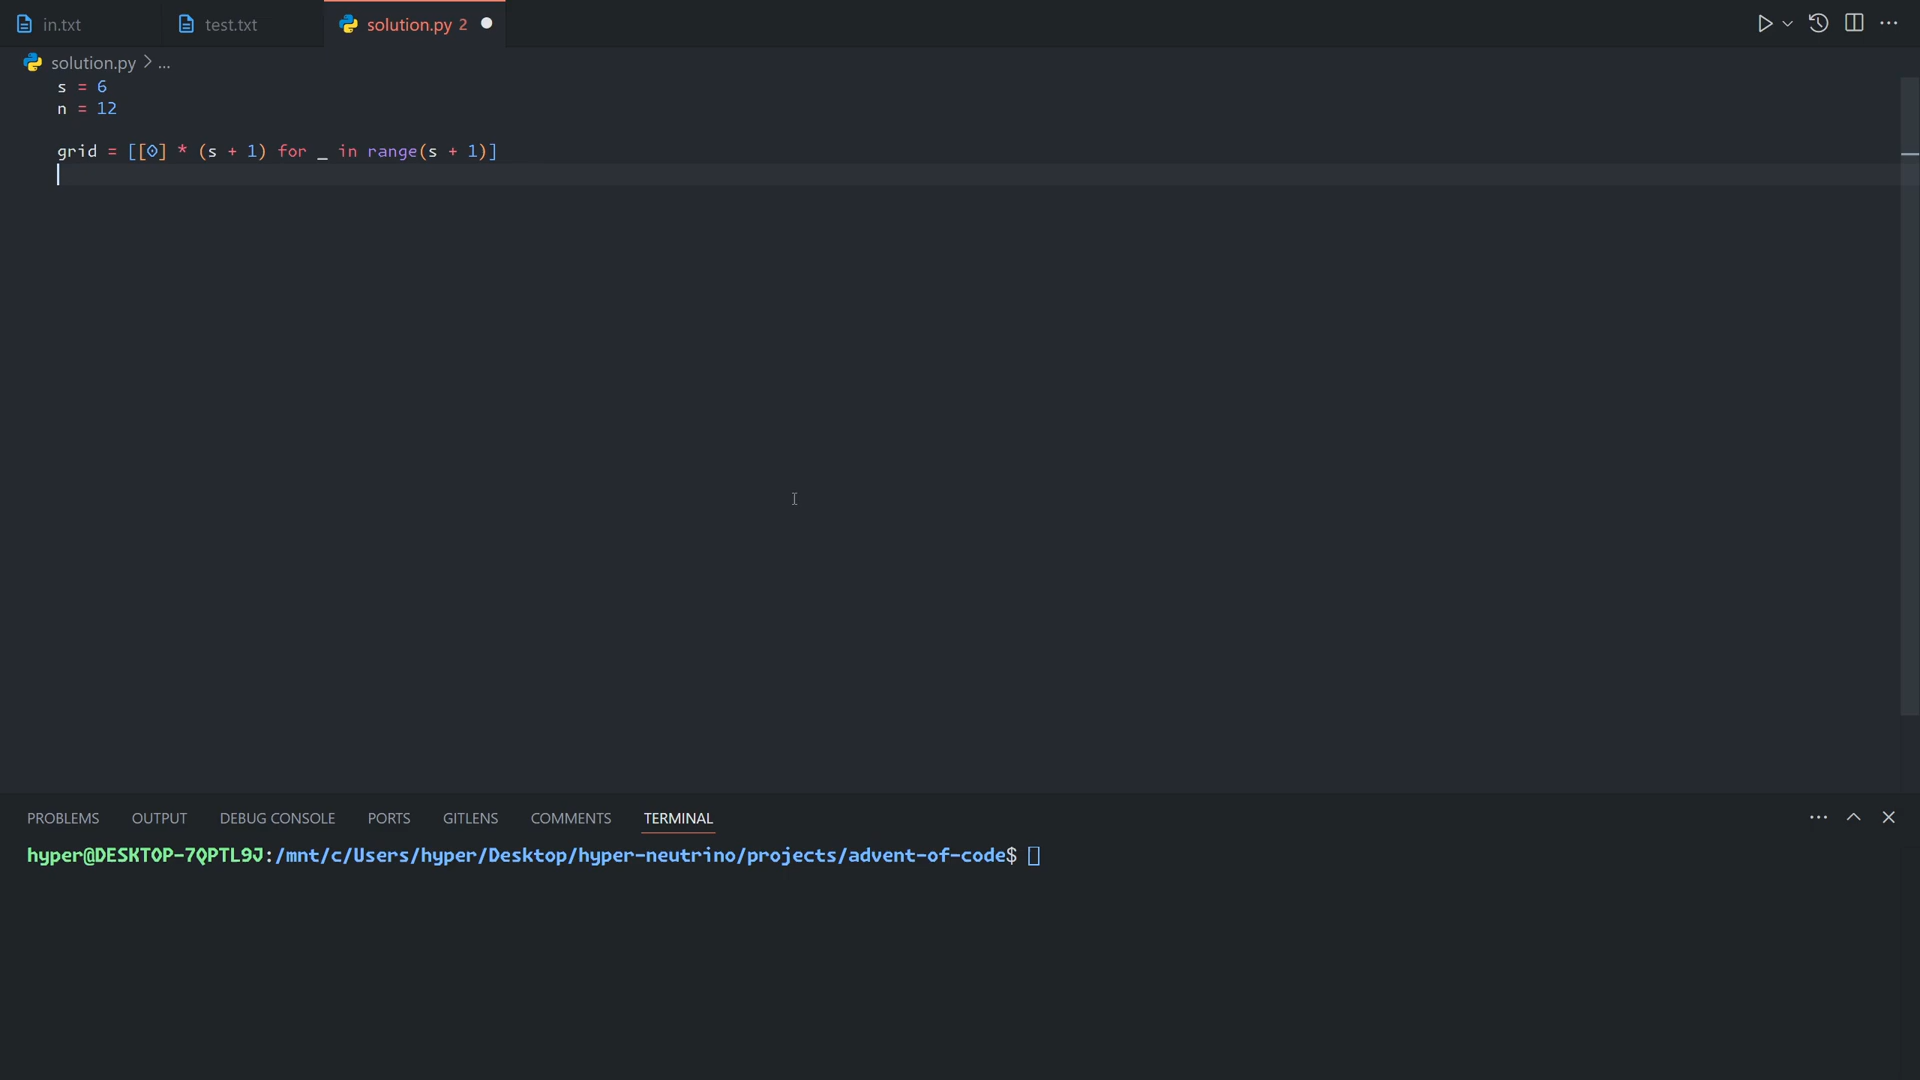 in.txt
test.txt
solution.py 2
solution.py > ...
s = 6
n = 12
grid = [[0] * (s + 1) for _ in range(s + 1)]
PROBLEMS OUTPUT DEBUG CONSOLE PORTS GITLENS COMMENTS TERMINAL
hyper@DESKTOP-7QPTL9J:/mnt/c/Users/hyper/Desktop/hyper-neutrino/projects/advent-of-code$